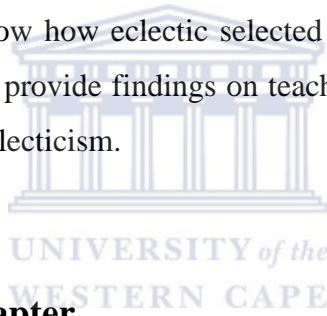 ow how eclectic selected
provide findings on teach
lecticism.
UNIVERSITY of the
WESTERN CAPE
apter